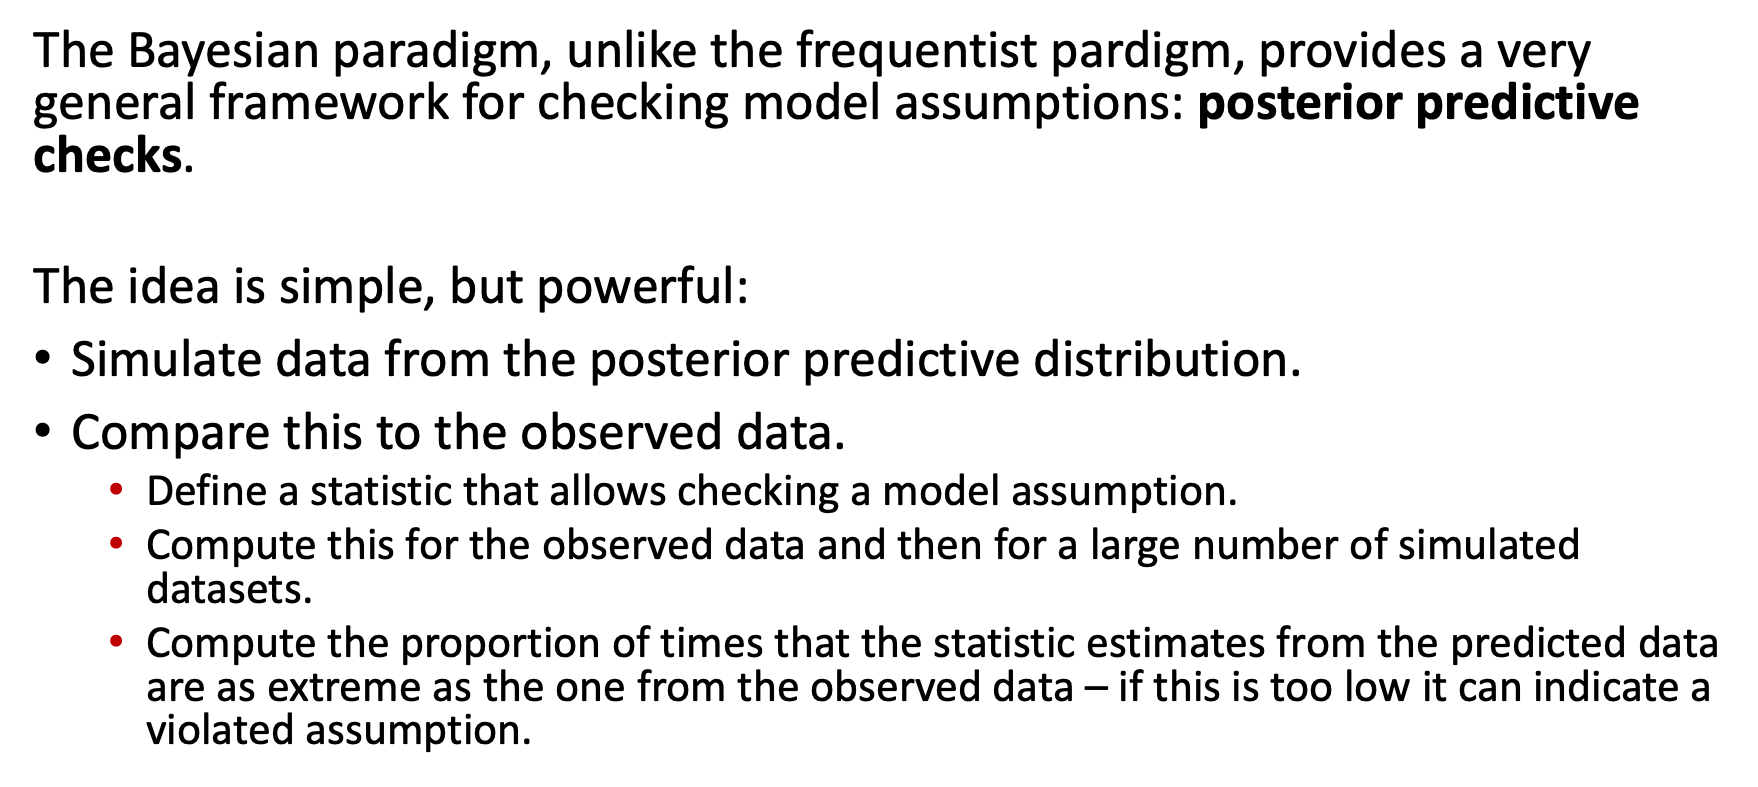 The Bayesian paradigm, unlike the frequentist pardigm, provides a very
general framework for checking model assumptions: posterior predictive
checks.
The idea is simple, but powerful:
• Simulate data from the posterior predictive distribution.
• Compare this to the observed data.
• Define a statistic that allows checking a model assumption.
• Compute this for the observed data and then for a large number of simulated
datasets.
• Compute the proportion of times that the statistic estimates from the predicted data
are as extreme as the one from the observed data – if this is too low it can indicate a
violated assumption.